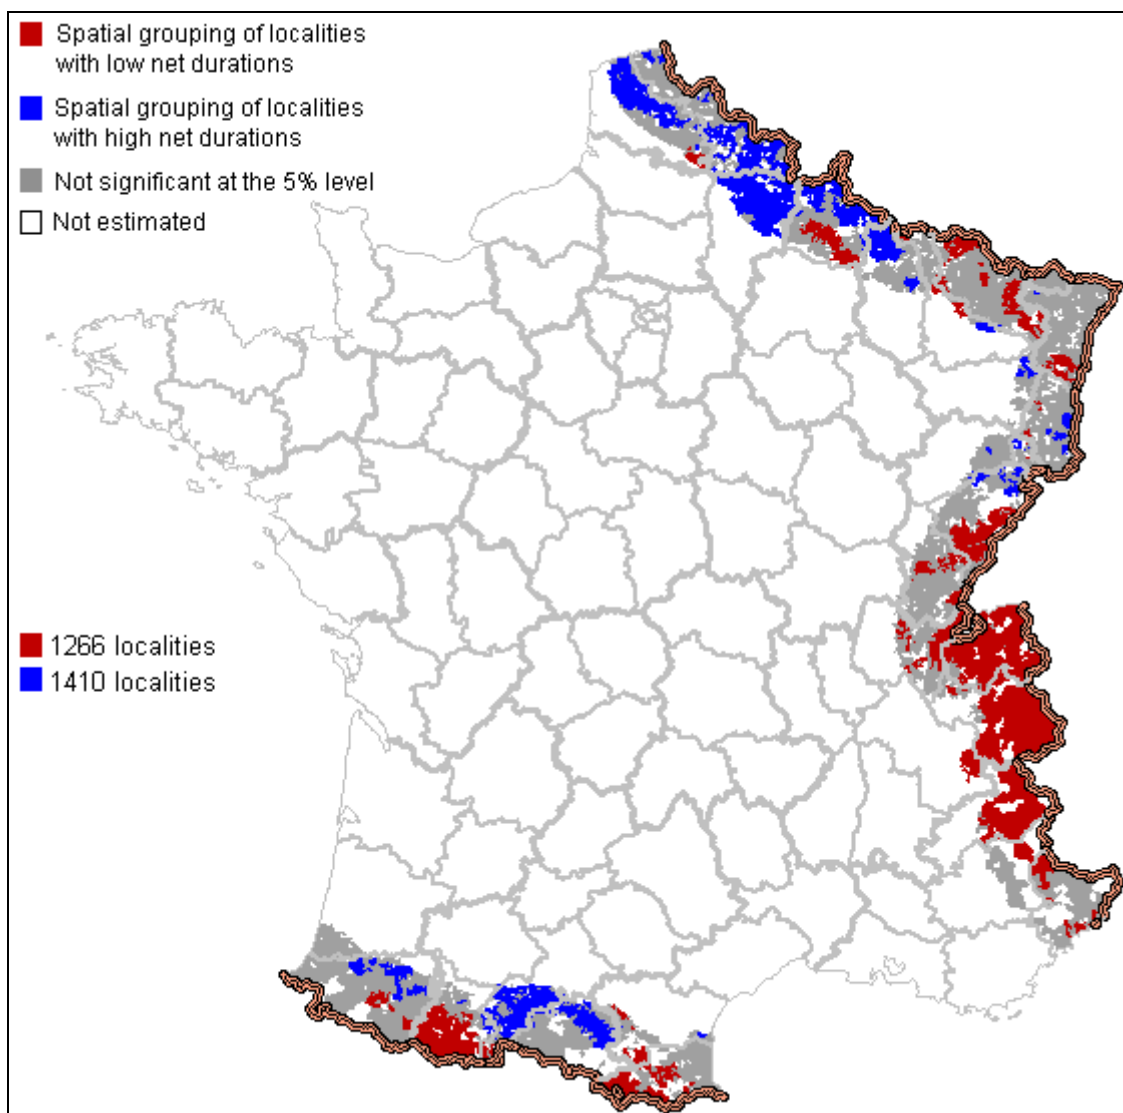 Spatial grouping of localities
with low net durations
Spatial grouping of localities
with high net durations
Not significant at the 5% level
Not estimated
1266 localities
1410 localities